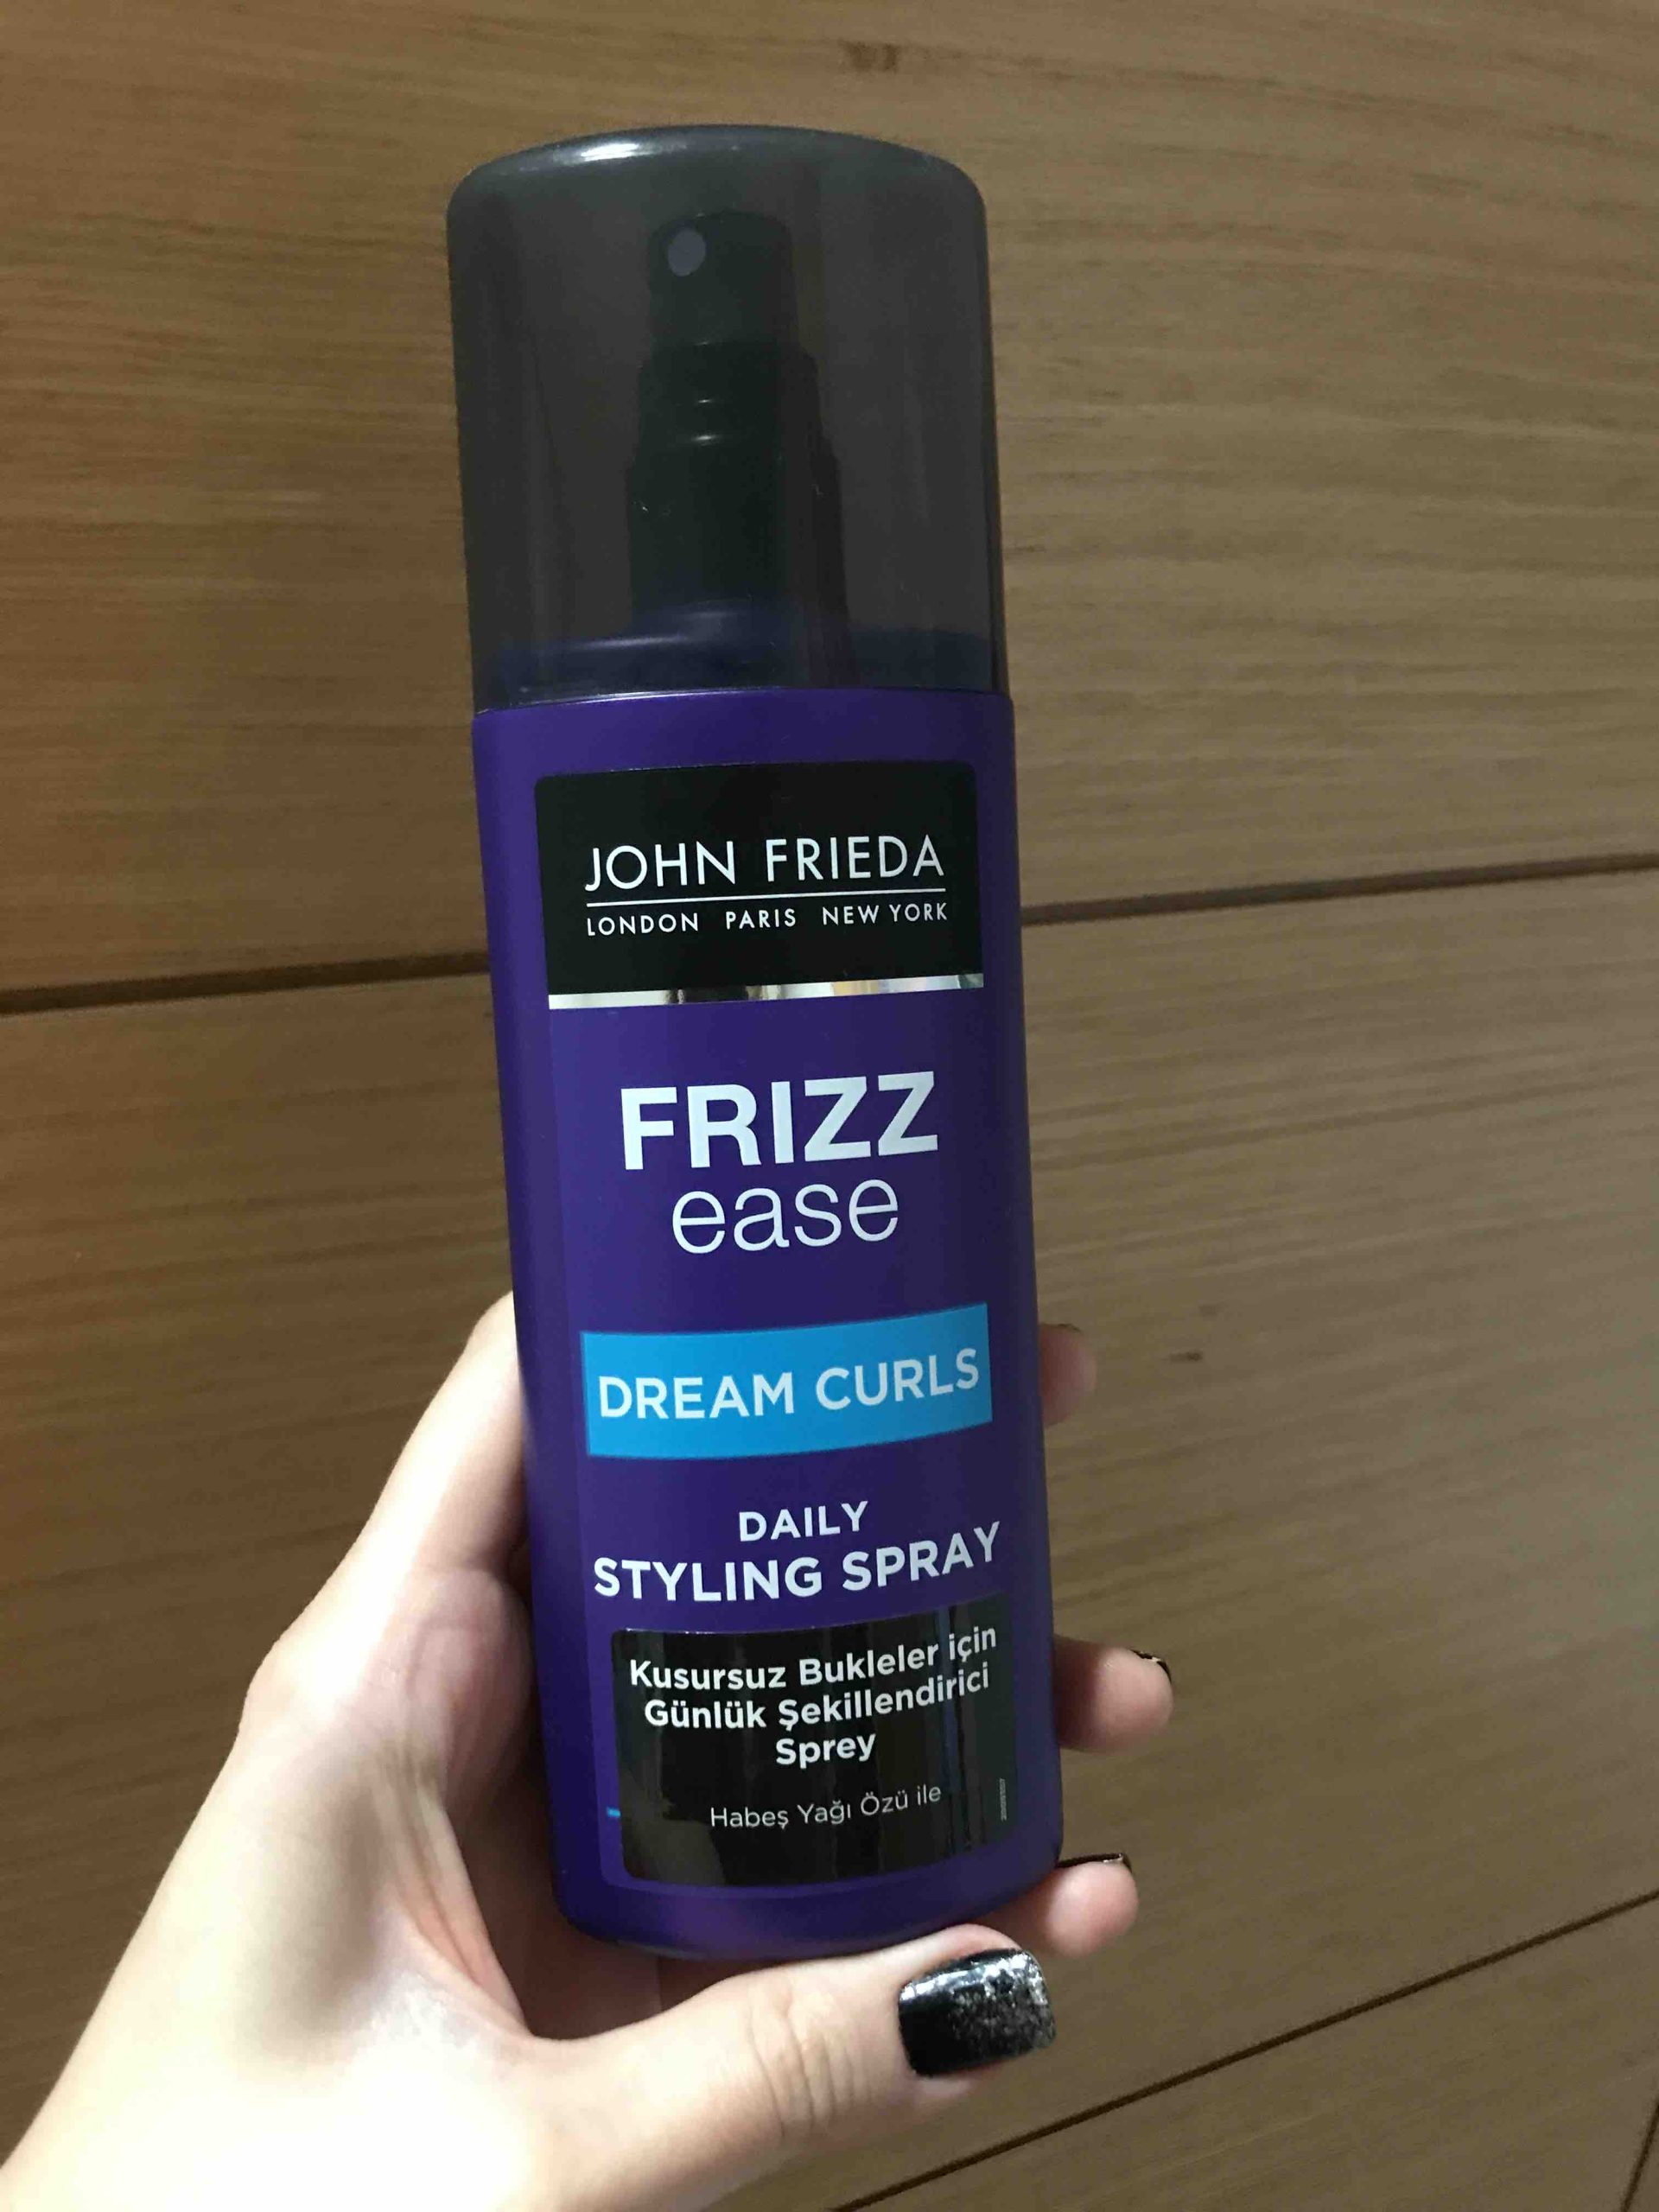 JOHN FRIEDA
LONDON PARIS NEW YORK
FRIZZ
ease
DREAM CURLS
DAILY
STYLING SPRAY
Kusursuz Bukleler için
Günlük Şekillendirici
Sprey
Habeş Yağı Özü ile